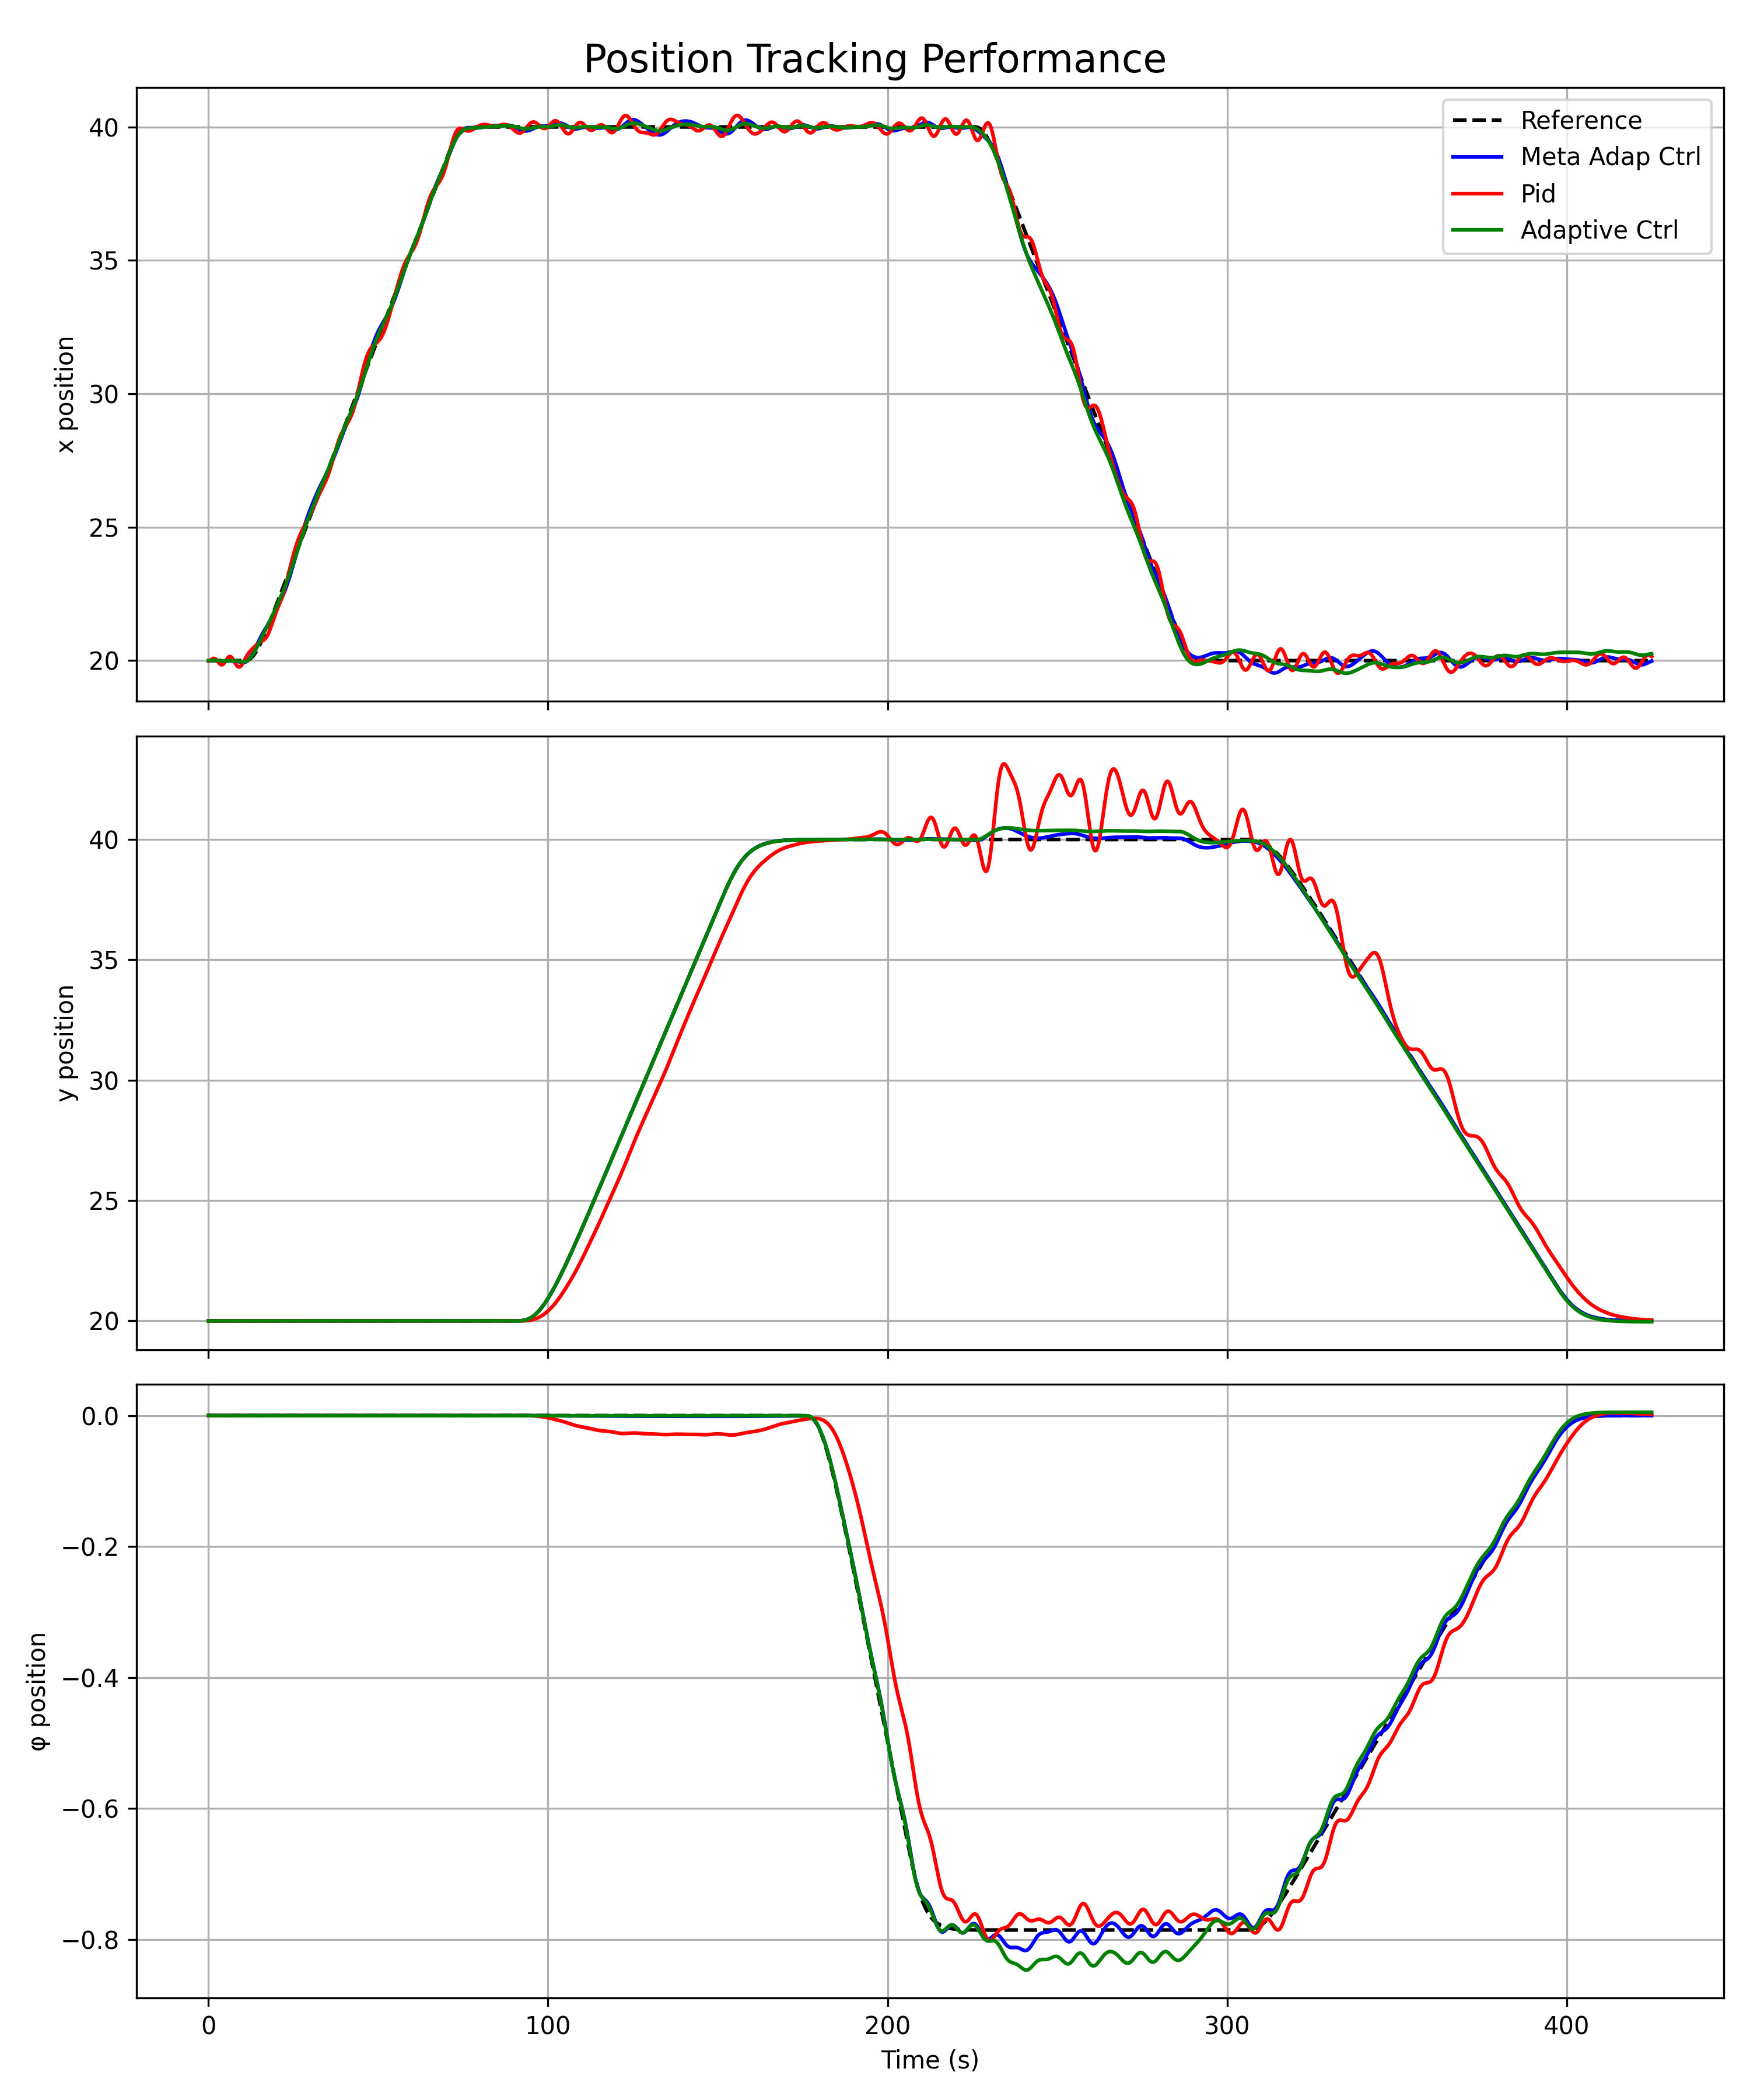 Position Tracking Performance
40
35
30
25
20
x position
Reference
Meta Adap Ctrl
Pid
Adaptive Ctrl
40
35
30
25
20
y position
0.0
−0.2
−0.4
−0.6
−0.8
φ position
0
100
200
300
400
Time (s)